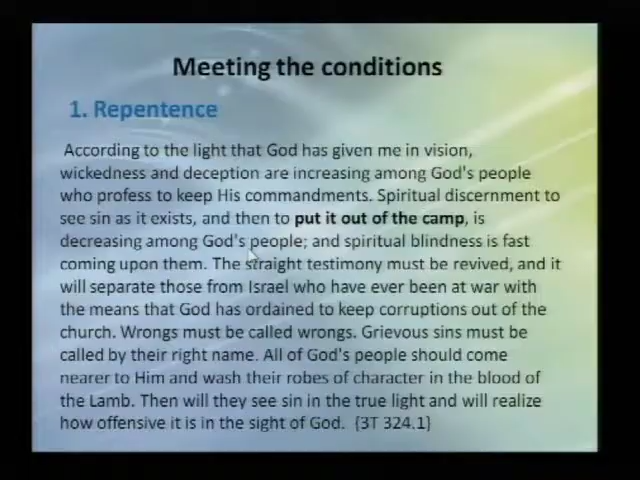 Meeting the conditions
1. Repentence
According to the light that God has given me in vision,
wickedness and deception are increasing among God's people
who profess to keep His commandments. Spiritual discernment to
see sin as it exists, and then to put it out of the camp, is
decreasing among God's people; and spiritual blindness is fast
coming upon them. The straight testimony must be revived, and it
will separate those from Israel who have ever been at war with
the means that God has ordained to keep corruptions out of the
church. Wrongs must be called wrongs. Grievous sins must be
called by their right name. All of God's people should come
nearer to Him and wash their robes of character in the blood of
the Lamb. Then will they see sin in the true light and will realize
how offensive it is in the sight of God. {3T 324.1}